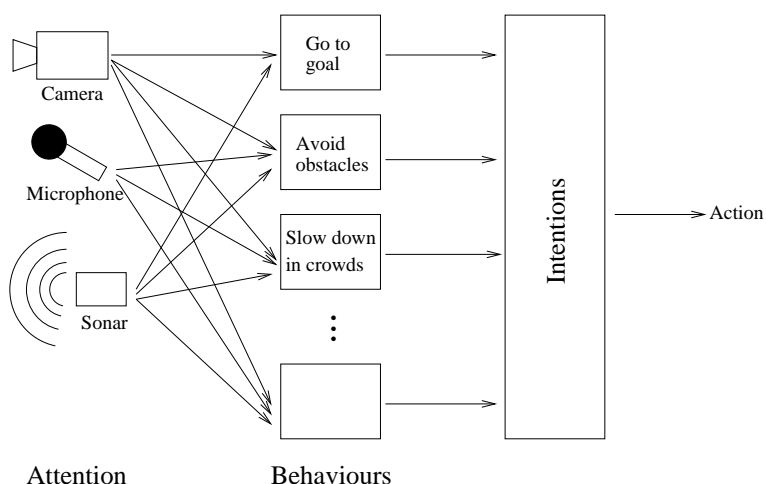 Camera
Microphone
Sonar
Attention
Go to
goal
Avoid
obstacles
Slow down
in crowds
Behaviours
Intentions
Action